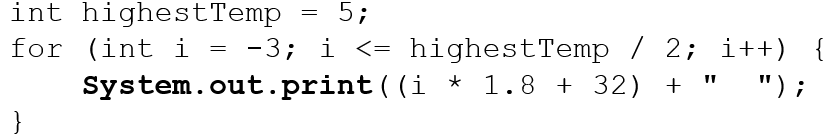 int highestTemp = 5;
for (int i = -3; i <= highestTemp / 2; i++) {
    System.out.print((i * 1.8 + 32) + "  ");
}